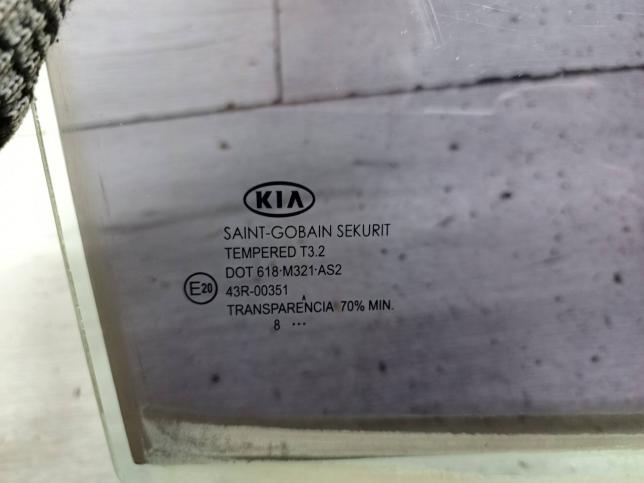 KIA
SAINT-GOBAIN SEKURIT
TEMPERED T3.2
DOT 618·M321·AS2
E20 43R-00351
TRANSPARENCIA 70% MIN.
8 ...